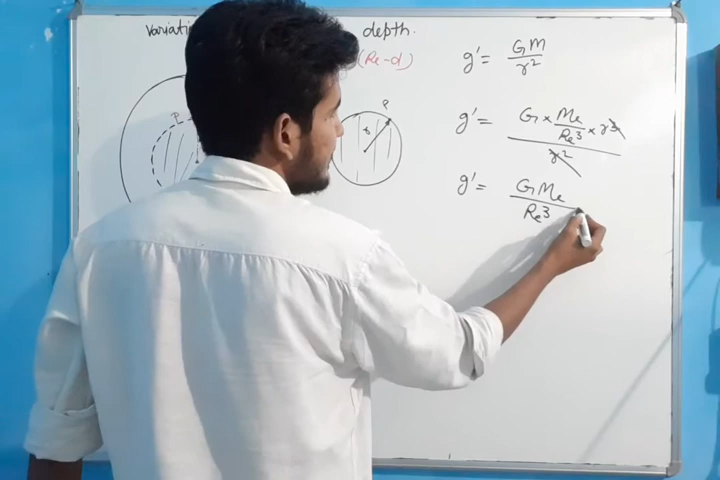 variati depth.
(Re-d)
g' = GM / r²
P P
r
g' = G × Me / Re³ × r³ / r²
g' = GMe / Re³